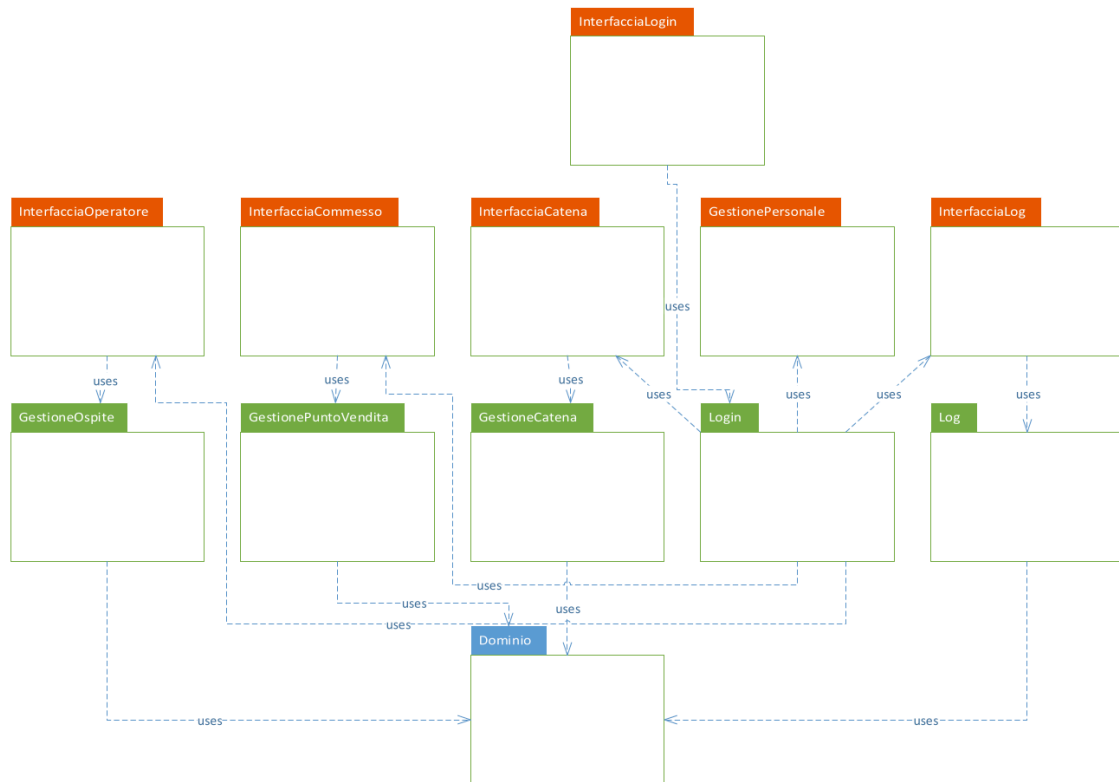 InterfacciaLogin
InterfacciaOperatore
InterfacciaCommesso
InterfacciaCatena
GestionePersonale
InterfacciaLog
uses
uses
uses
uses
uses
uses
uses
uses
GestioneOspite
GestionePuntoVendita
GestioneCatena
Login
Log
uses
uses
uses
uses
Dominio
uses
uses